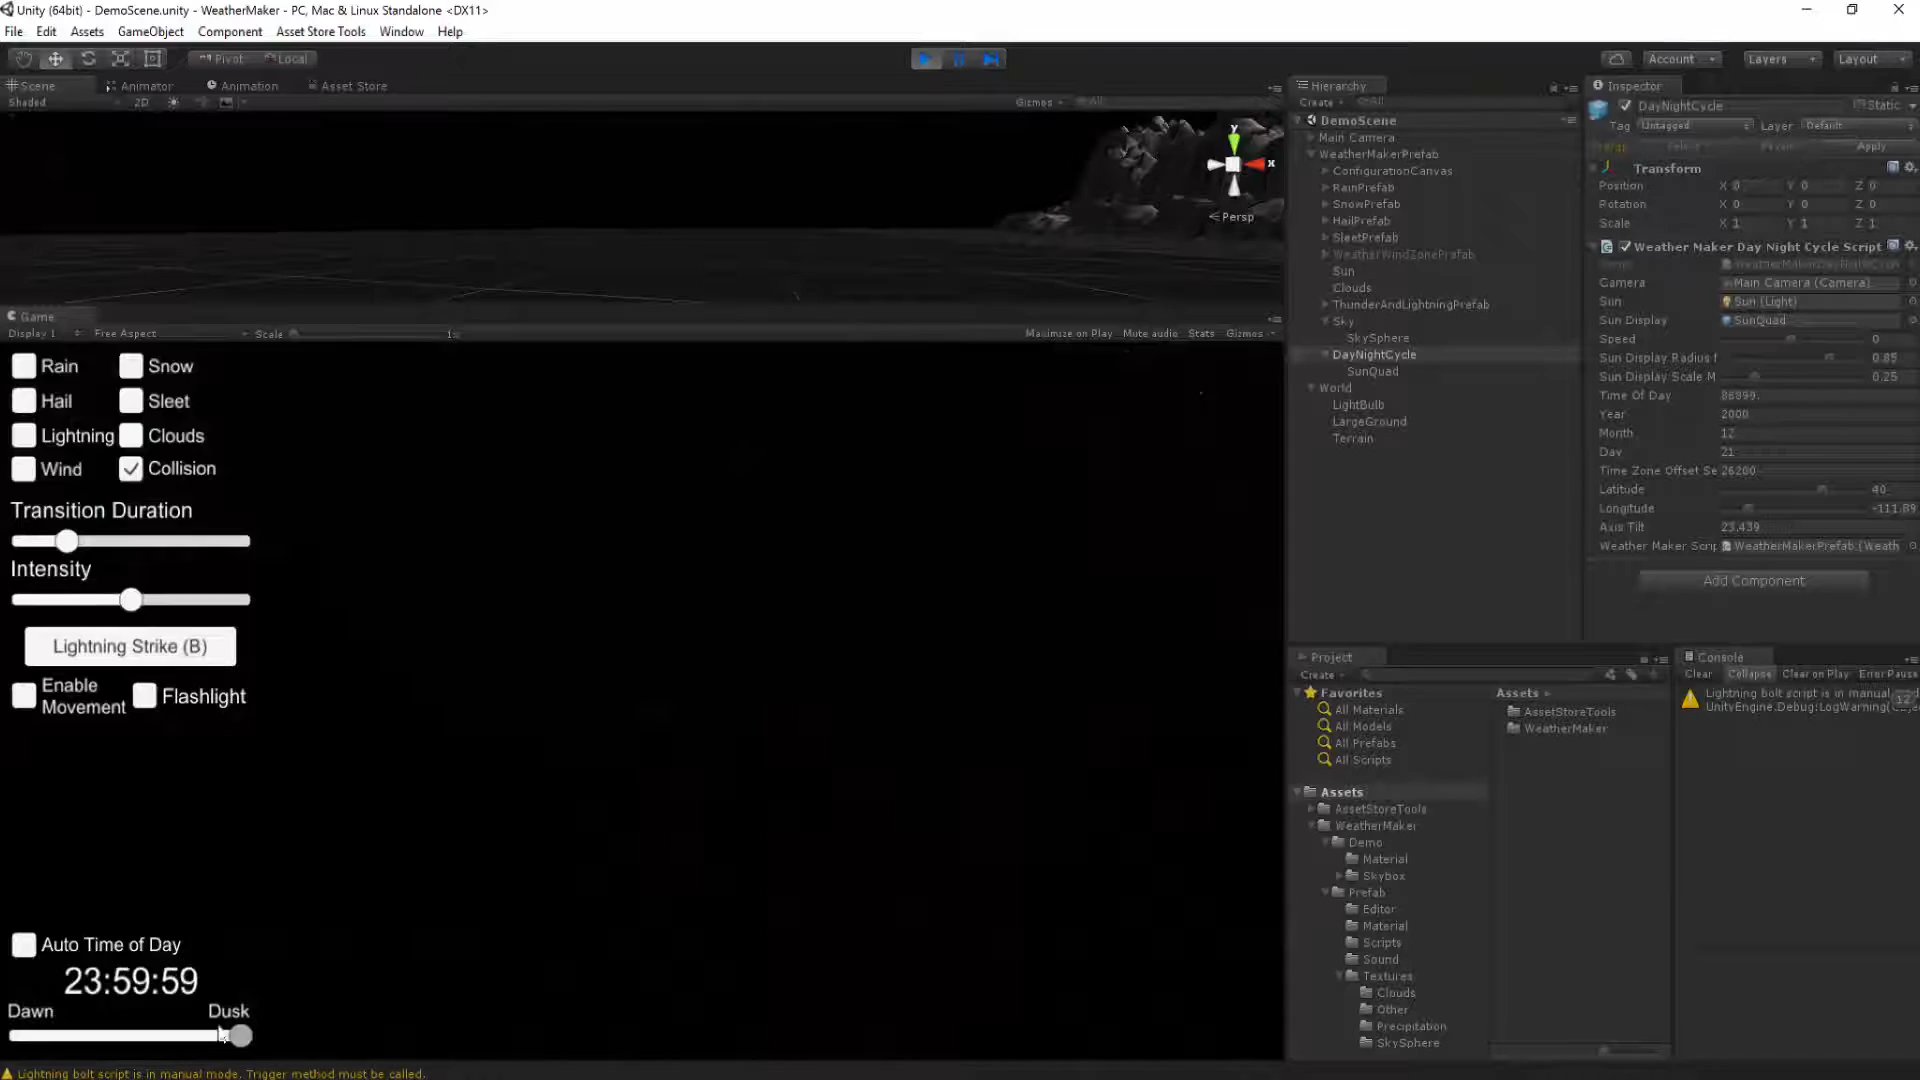 Unity (64bit) - DemoScene.unity - WeatherMaker - PC, Mac & Linux Standalone <DX11>
File Edit Assets GameObject Component Asset Store Tools Window Help
Pivot Local
Account Layers Layout
Scene Animator Animation Asset Store
Shaded 2D Gizmos All
y
x
Persp
Game
Display 1 Free Aspect Scale 1x Maximize on Play Mute audio Stats Gizmos
Rain Snow
Hail Sleet
Lightning Clouds
Wind Collision
Transition Duration
Intensity
Lightning Strike (B)
Enable Movement Flashlight
Auto Time of Day
23:59:59
Dawn Dusk
Lightning bolt script is in manual mode. Trigger method must be called.
Hierarchy
Create All
DemoScene
Main Camera
WeatherMakerPrefab
ConfigurationCanvas
RainPrefab
SnowPrefab
HailPrefab
SleetPrefab
WeatherWindZonePrefab
Sun
Clouds
ThunderAndLightningPrefab
Sky
SkySphere
DayNightCycle
SunQuad
World
LightBulb
LargeGround
Terrain
Inspector
DayNightCycle Static
Tag Untagged Layer Default
Apply
Transform
Position X 0 Y 0 Z 0
Rotation X 0 Y 0 Z 0
Scale X 1 Y 1 Z 1
Weather Maker Day Night Cycle Script
Camera Main Camera (Camera)
Sun Sun (Light)
Sun Display SunQuad
Speed 0
Sun Display Radius 0.85
Sun Display Scale M 0.25
Time Of Day
Year 2000
Month 12
Day 21
Time Zone Offset Se
Latitude 40
Longitude -111.89
Axis Tilt 23.439
Weather Maker Scrip WeatherMakerPrefab (Weath
Add Component
Project
Create
Favorites
All Materials
All Models
All Prefabs
All Scripts
Assets
AssetStoreTools
WeatherMaker
Demo
Material
Skybox
Prefab
Editor
Material
Scripts
Sound
Textures
Clouds
Other
Precipitation
SkySphere
Assets
AssetStoreTools
WeatherMaker
Console
Clear Collapse Clear on Play Error Pause
Lightning bolt script is in manual 12
UnityEngine.Debug:LogWarning(